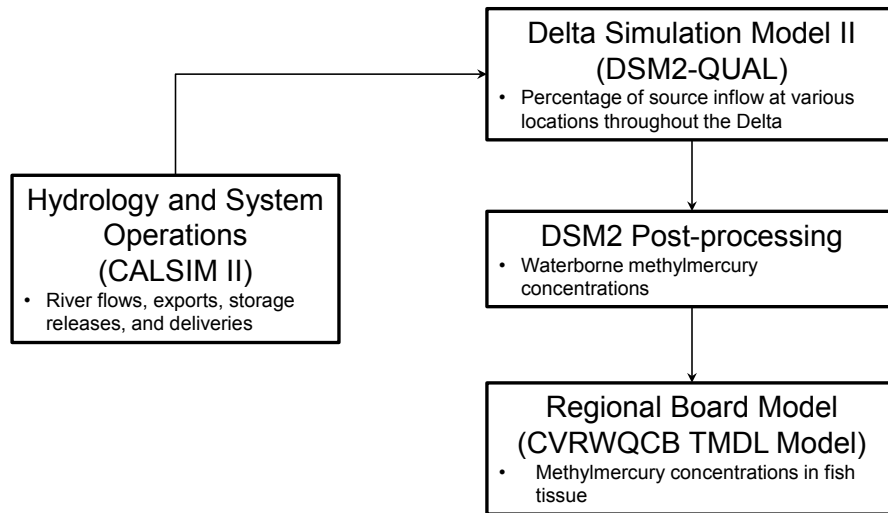 Delta Simulation Model II
(DSM2-QUAL)
• Percentage of source inflow at various
locations throughout the Delta
Hydrology and System
Operations
(CALSIM II)
• River flows, exports, storage
releases, and deliveries
DSM2 Post-processing
• Waterborne methylmercury
concentrations
Regional Board Model
(CVRWQCB TMDL Model)
• Methylmercury concentrations in fish
tissue